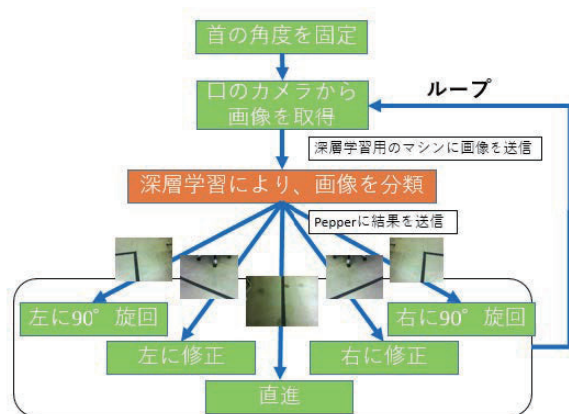 首の角度を固定
口のカメラから
画像を取得
ループ
深層学習用のマシンに画像を送信
深層学習により、画像を分類
Pepperに結果を送信
左に90°旋回
右に90°旋回
左に修正
右に修正
直進